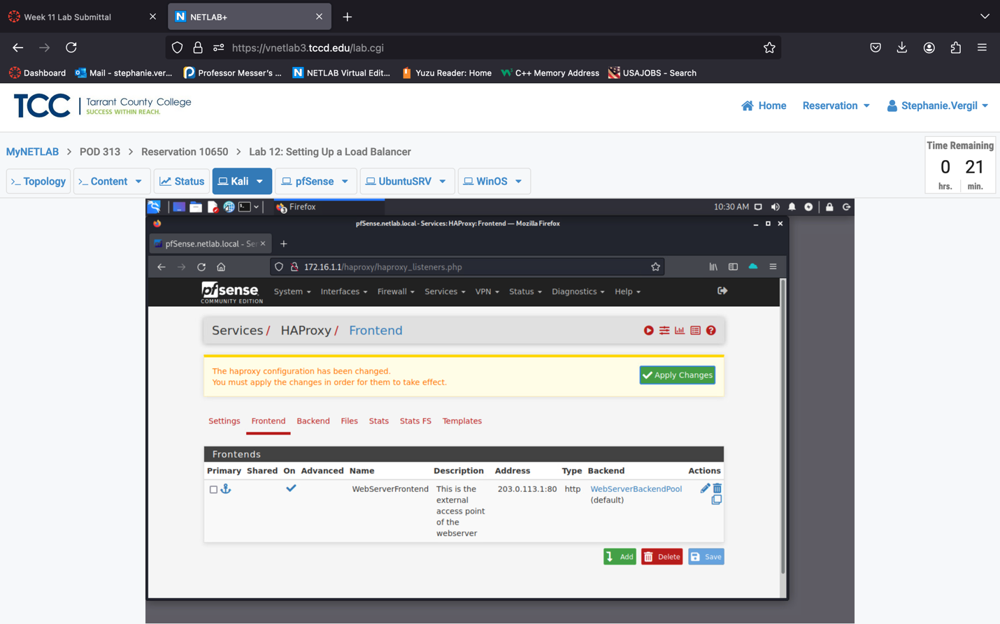 Week 11 Lab Submittal
NETLAB+
https://vnetlab3.tccd.edu/lab.cgi
Dashboard
Mail - stephanie.ver...
Professor Messer's ...
NETLAB Virtual Edit...
Yuzu Reader: Home
C++ Memory Address
USAJOBS - Search
TCC
Tarrant County College
SUCCESS WITHIN REACH.
Home
Reservation
Stephanie.Vergil
MyNETLAB > POD 313 > Reservation 10650 > Lab 12: Setting Up a Load Balancer
Time Remaining
0 21
hrs. min.
>_ Topology
>_ Content
Status
Kali
pfSense
UbuntuSRV
WinOS
3
Firefox
10:30 AM
pfSense.netlab.local - Services: HAProxy: Frontend — Mozilla Firefox
pfSense.netlab.local - Ser
172.16.1.1/haproxy/haproxy_listeners.php
pfsense
COMMUNITY EDITION
System
Interfaces
Firewall
Services
VPN
Status
Diagnostics
Help
Services / HAProxy / Frontend
The haproxy configuration has been changed.
You must apply the changes in order for them to take effect.
Apply Changes
Settings
Frontend
Backend
Files
Stats
Stats FS
Templates
Frontends
Primary Shared On Advanced Name Description Address Type Backend Actions
WebServerFrontend
This is the
external
access point
of the
webserver
203.0.113.1:80
http
WebServerBackendPool
(default)
Add
Delete
Save